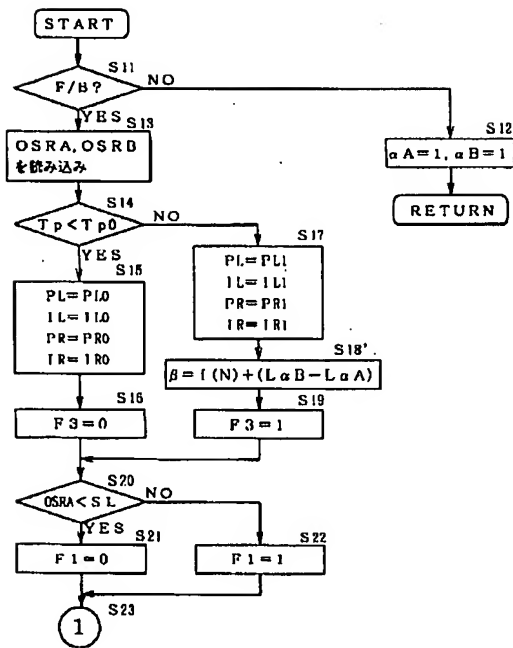 START
S11
F/B?
NO
YES
S13
OSRA, OSRB
を読み込み
S12
αA=1, αB=1
RETURN
S14
Tp<Tp0
NO
YES
S15
PL=PL0
IL=IL0
PR=PR0
IR=IR0
S17
PL=PL1
IL=IL1
PR=PR1
IR=IR1
S18'
β=f(N)+(LαB-LαA)
S16
F3=0
S19
F3=1
S20
OSRA<SL
NO
YES
S21
F1=0
S22
F1=1
S23
1